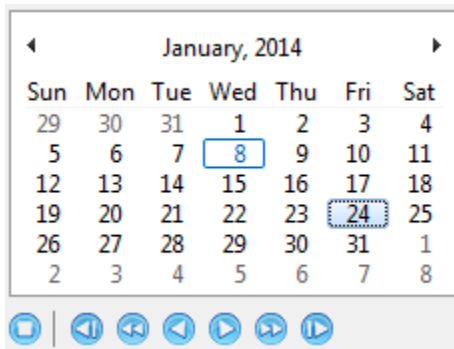 January, 2014
Sun Mon Tue Wed Thu Fri Sat
29 30 31 1 2 3 4
5 6 7 8 9 10 11
12 13 14 15 16 17 18
19 20 21 22 23 24 25
26 27 28 29 30 31 1
2 3 4 5 6 7 8